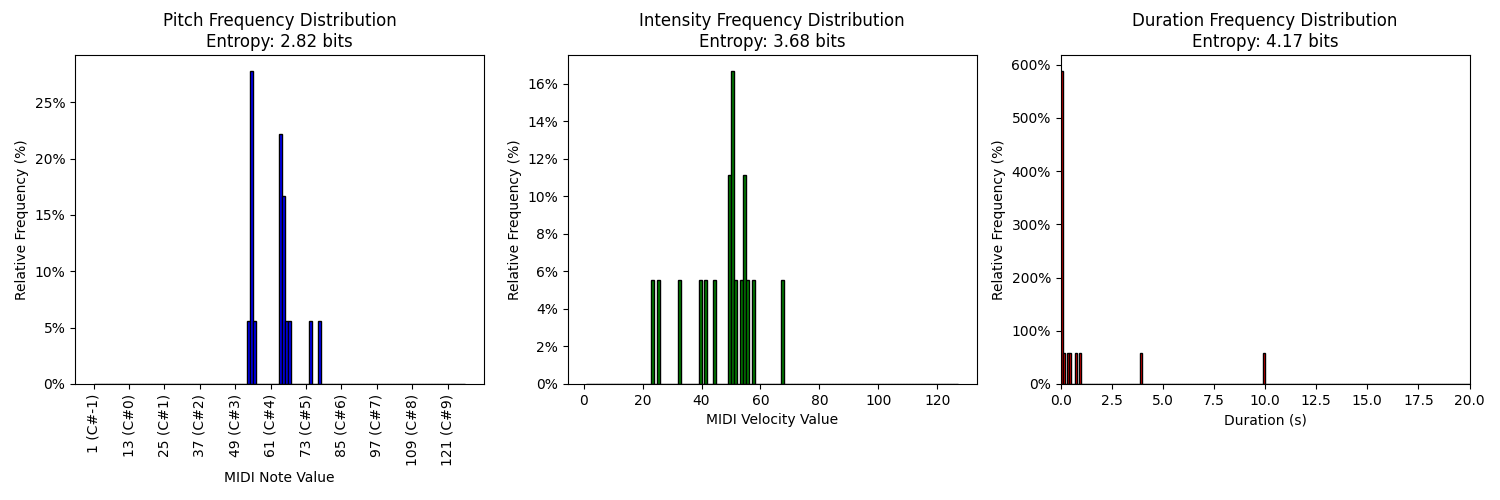 Pitch Frequency Distribution
Entropy: 2.82 bits
Relative Frequency (%)
25%
20%
15%
10%
5%
0%
1 (C#-1)
13 (C#0)
25 (C#1)
37 (C#2)
49 (C#3)
61 (C#4)
73 (C#5)
85 (C#6)
97 (C#7)
109 (C#8)
121 (C#9)
MIDI Note Value
Intensity Frequency Distribution
Entropy: 3.68 bits
Relative Frequency (%)
16%
14%
12%
10%
8%
6%
4%
2%
0%
0
20
40
60
80
100
120
MIDI Velocity Value
Duration Frequency Distribution
Entropy: 4.17 bits
Relative Frequency (%)
600%
500%
400%
300%
200%
100%
0%
0.0
2.5
5.0
7.5
10.0
12.5
15.0
17.5
20.0
Duration (s)